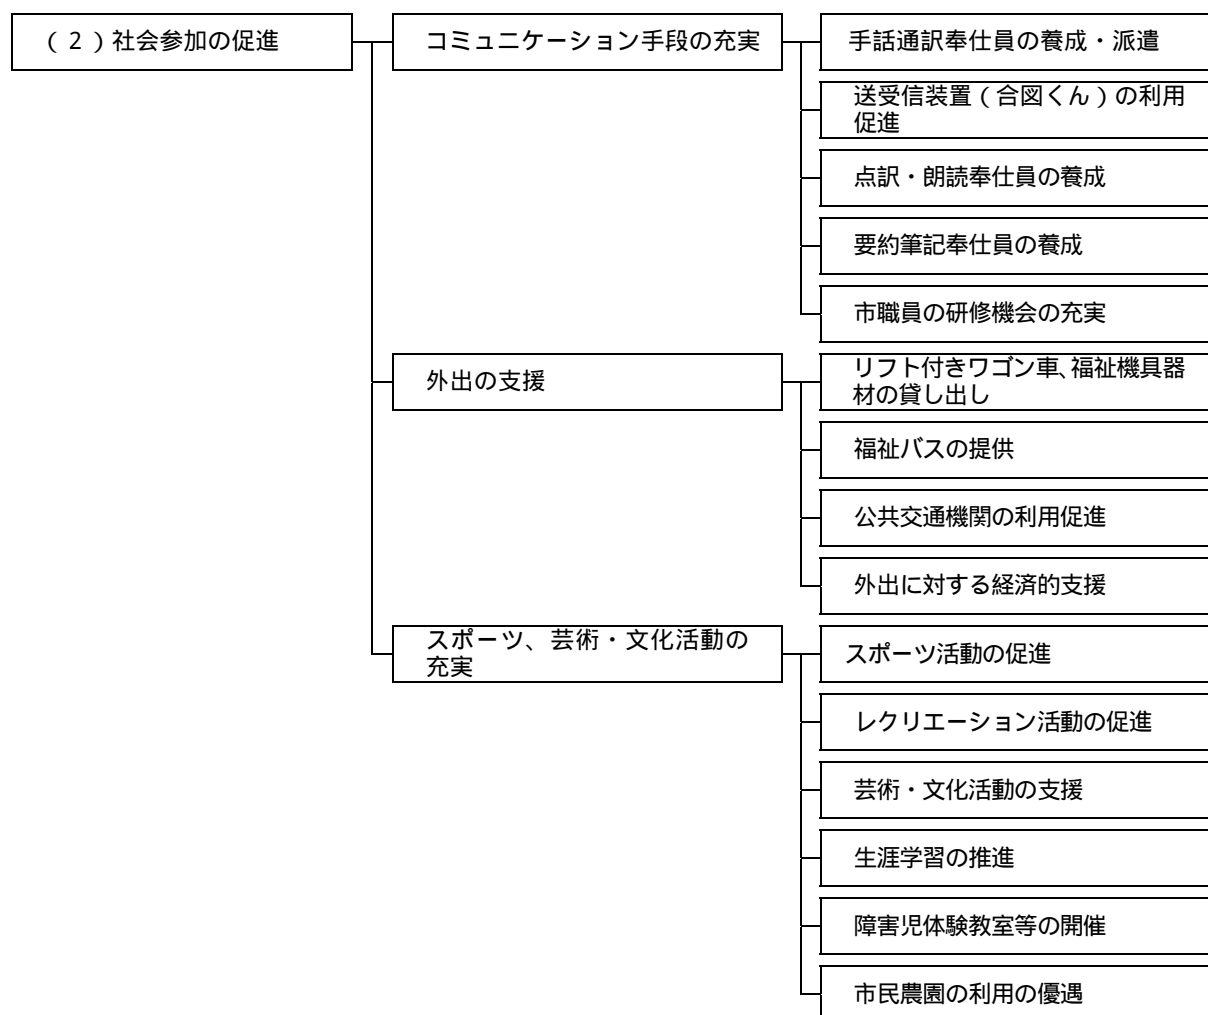 （２）社会参加の促進
コミュニケーション手段の充実
手話通訳奉仕員の養成・派遣
送受信装置（合図くん）の利用
促進
点訳・朗読奉仕員の養成
要約筆記奉仕員の養成
市職員の研修機会の充実
外出の支援
リフト付きワゴン車、福祉機具器
材の貸し出し
福祉バスの提供
公共交通機関の利用促進
外出に対する経済的支援
スポーツ、芸術・文化活動の
充実
スポーツ活動の促進
レクリエーション活動の促進
芸術・文化活動の支援
生涯学習の推進
障害児体験教室等の開催
市民農園の利用の優遇